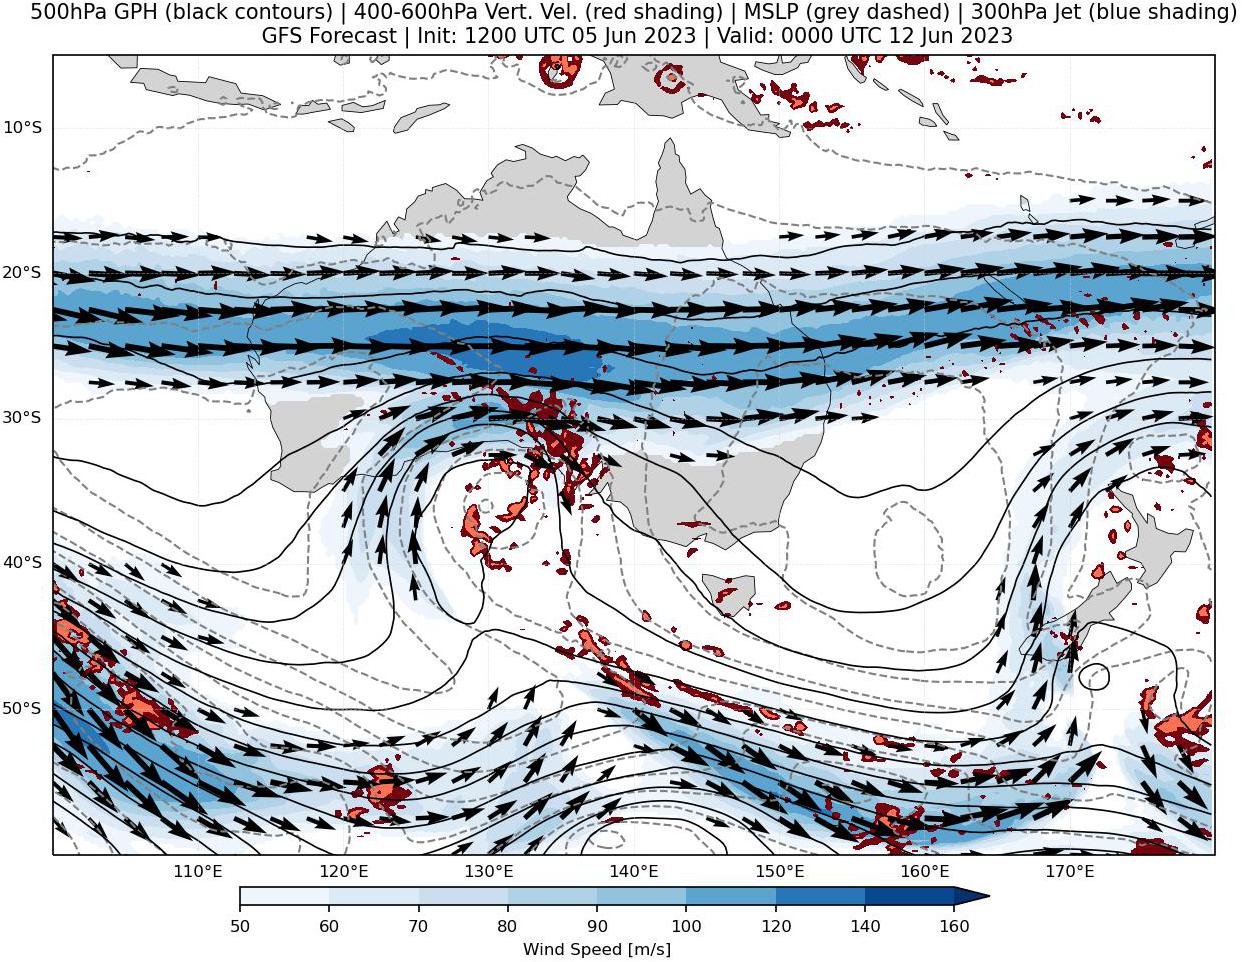 500hPa GPH (black contours) | 400-600hPa Vert. Vel. (red shading) | MSLP (grey dashed) | 300hPa Jet (blue shading)
GFS Forecast | Init: 1200 UTC 05 Jun 2023 | Valid: 0000 UTC 12 Jun 2023
10°S
20°S
30°S
40°S
50°S
110°E 120°E 130°E 140°E 150°E 160°E 170°E
50 60 70 80 90 100 120 140 160
Wind Speed [m/s]